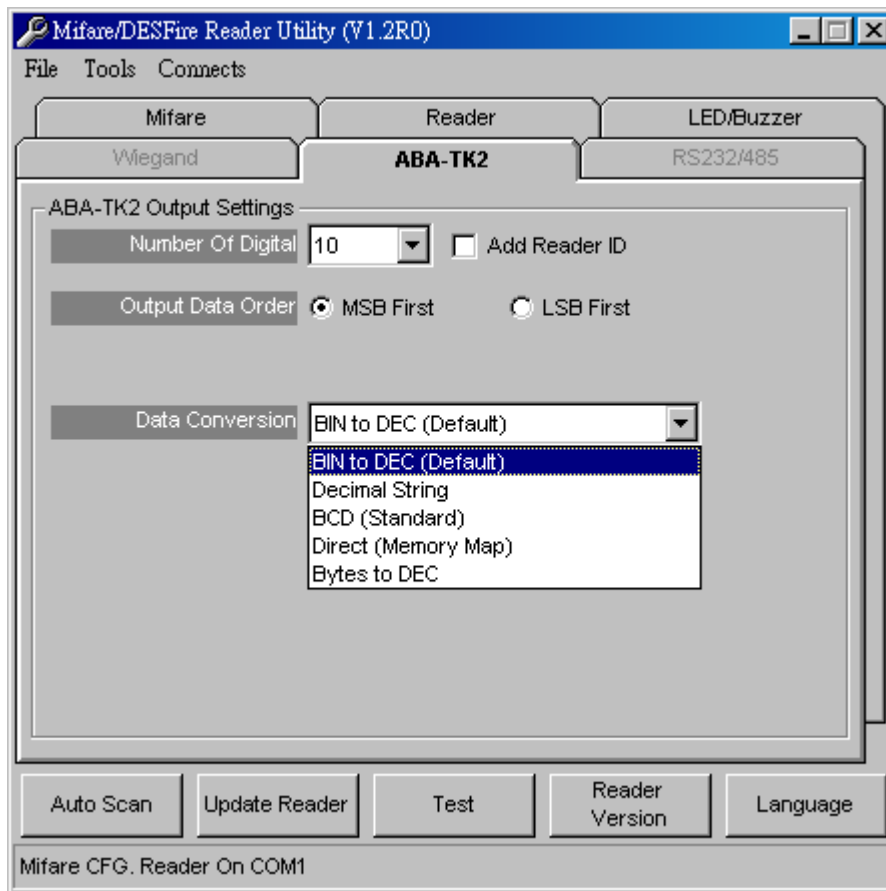 Mifare/DESFire Reader Utility (V1.2R0)
File Tools Connects
Mifare Reader LED/Buzzer
Wiegand ABA-TK2 RS232/485
ABA-TK2 Output Settings
Number Of Digital 10 Add Reader ID
Output Data Order MSB First LSB First
Data Conversion BIN to DEC (Default)
BIN to DEC (Default)
Decimal String
BCD (Standard)
Direct (Memory Map)
Bytes to DEC
Auto Scan Update Reader Test Reader Version Language
Mifare CFG. Reader On COM1